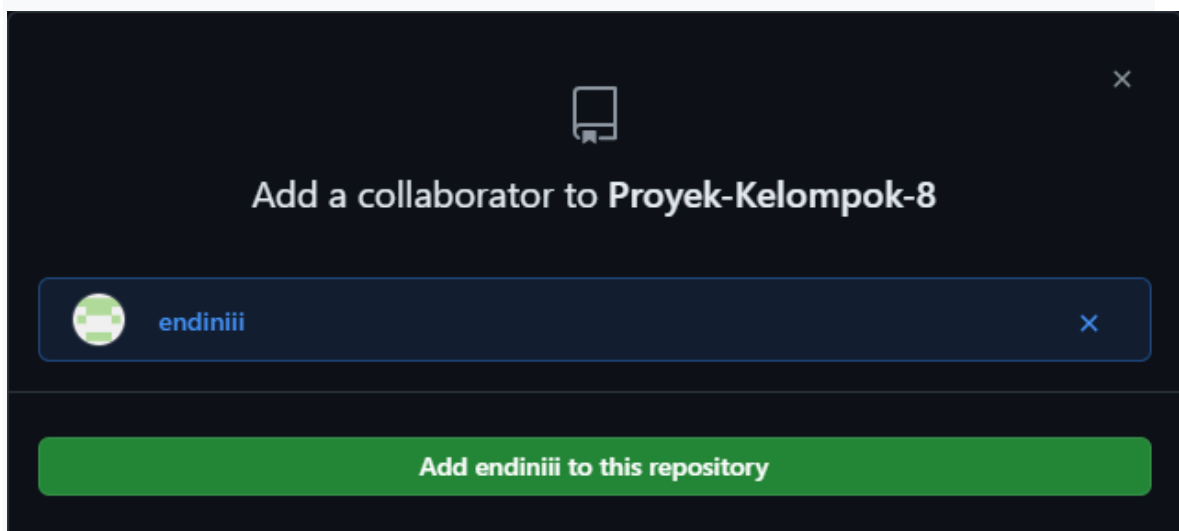 Add a collaborator to Proyek-Kelompok-8
endiniii
Add endiniii to this repository